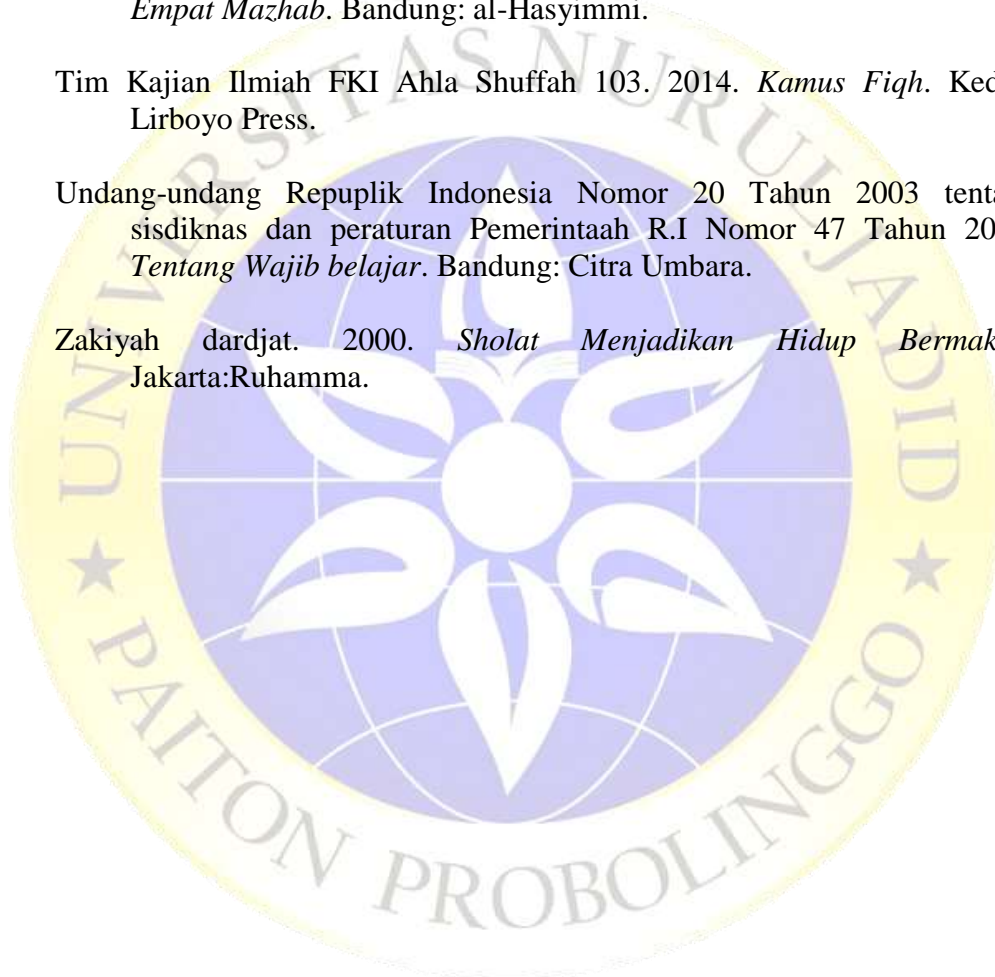 Empat Mazhab. Bandung: al-Hasyimmi.
Tim Kajian Ilmiah FKI Ahla Shuffah 103. 2014. Kamus Fiqh. Ked
Lirboyo Press.
Undang-undang Repuplik Indonesia Nomor 20 Tahun 2003 tenta
sisdiknas dan peraturan Pemerintaah R.I Nomor 47 Tahun 20
Tentang Wajib belajar. Bandung: Citra Umbara.
Zakiyah dardjat. 2000. Sholat Menjadikan Hidup Bermak
Jakarta:Ruhamma.
UNIVERSITAS NURUL JADID
PAITON PROBOLINGGO